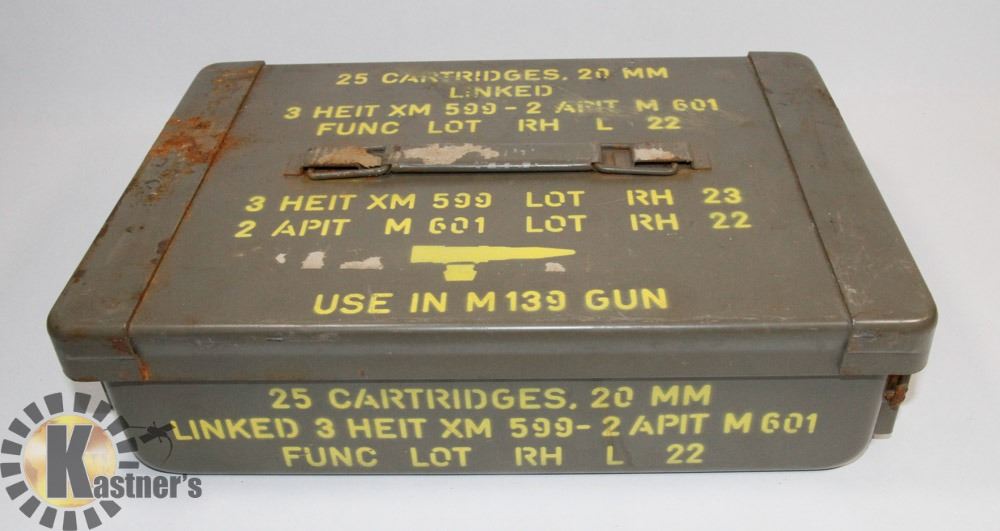 25 CARTRIDGES, 20 MM
LINKED
3 HEIT XM 599-2 APIT M 601
FUNC LOT RH L 22
3 HEIT XM 599 LOT RH 23
2 APIT M 601 LOT RH 22
USE IN M139 GUN
25 CARTRIDGES, 20 MM
LINKED 3 HEIT XM 599-2 APIT M 601
FUNC LOT RH L 22
Kastner's